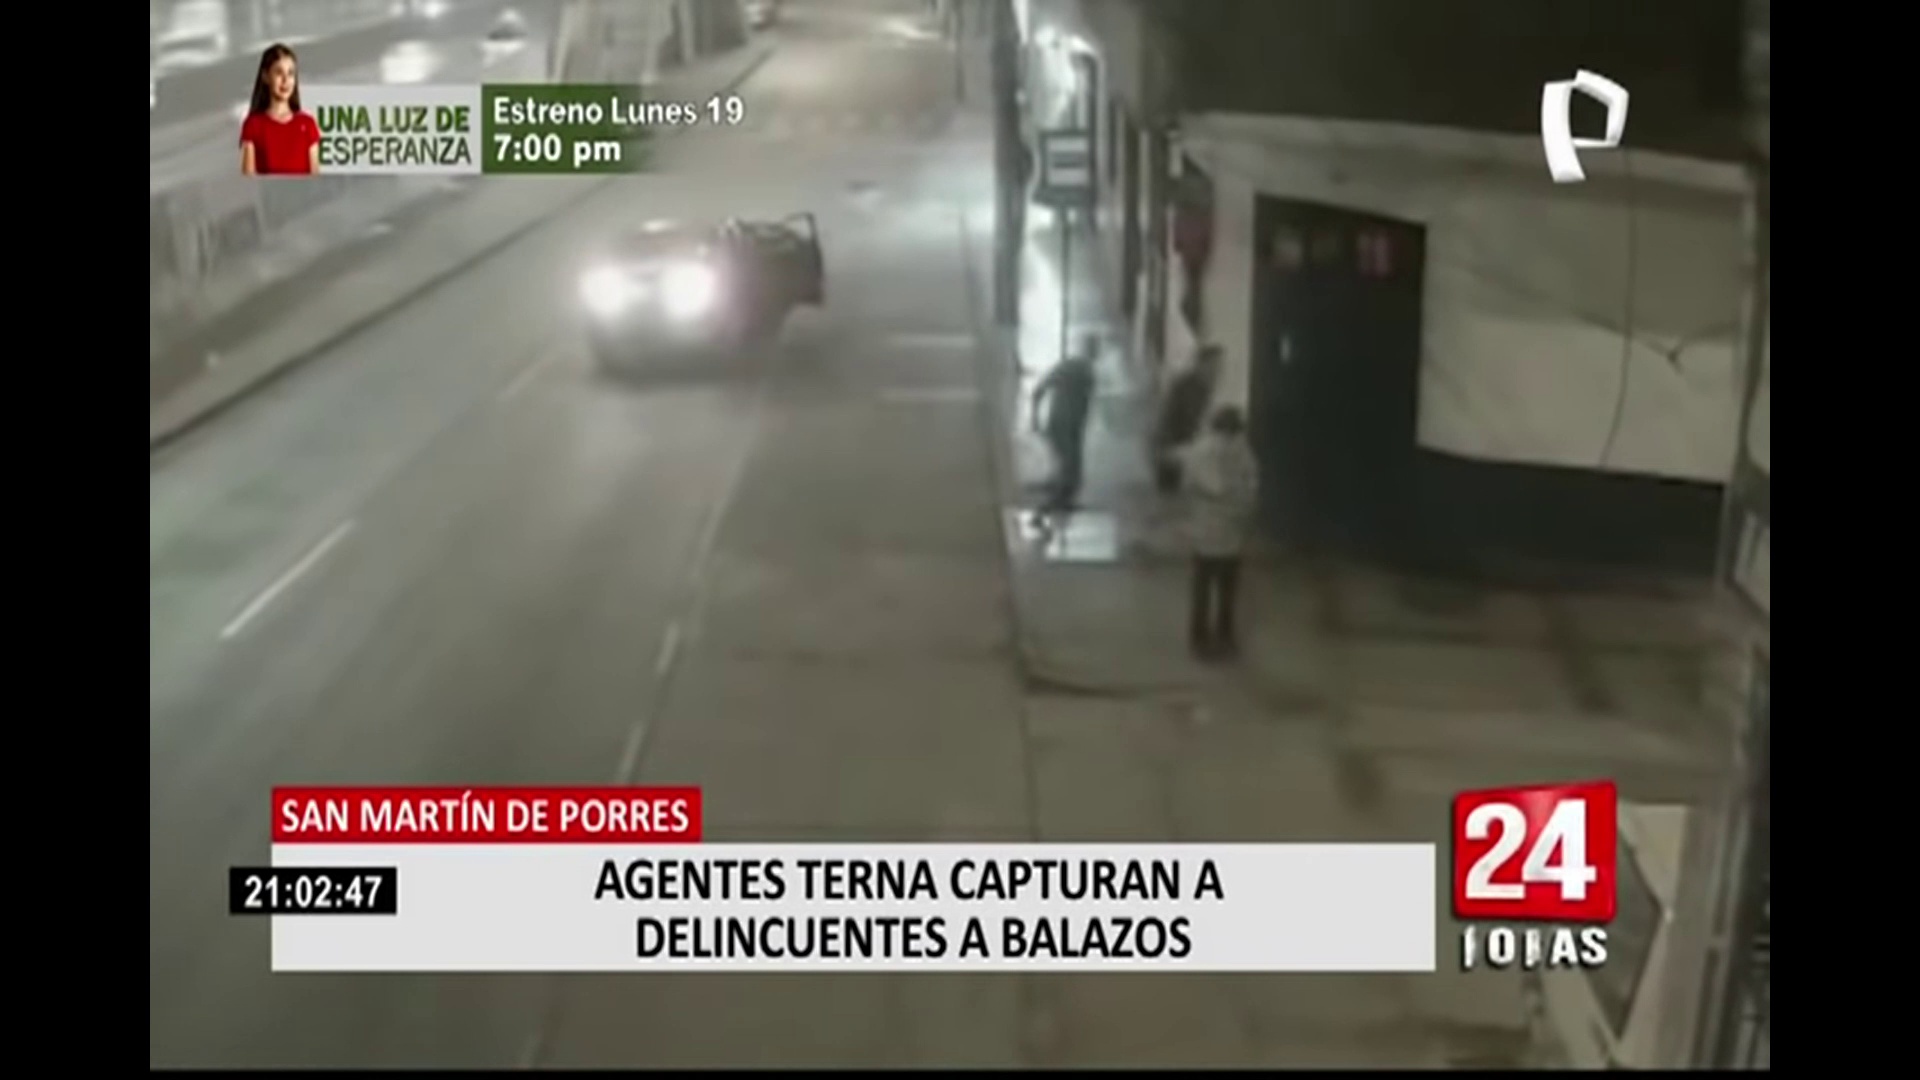 UNA LUZ DE
ESPERANZA
Estreno Lunes 19
7:00 pm
SAN MARTÍN DE PORRES
21:02:47
AGENTES TERNA CAPTURAN A
DELINCUENTES A BALAZOS
24